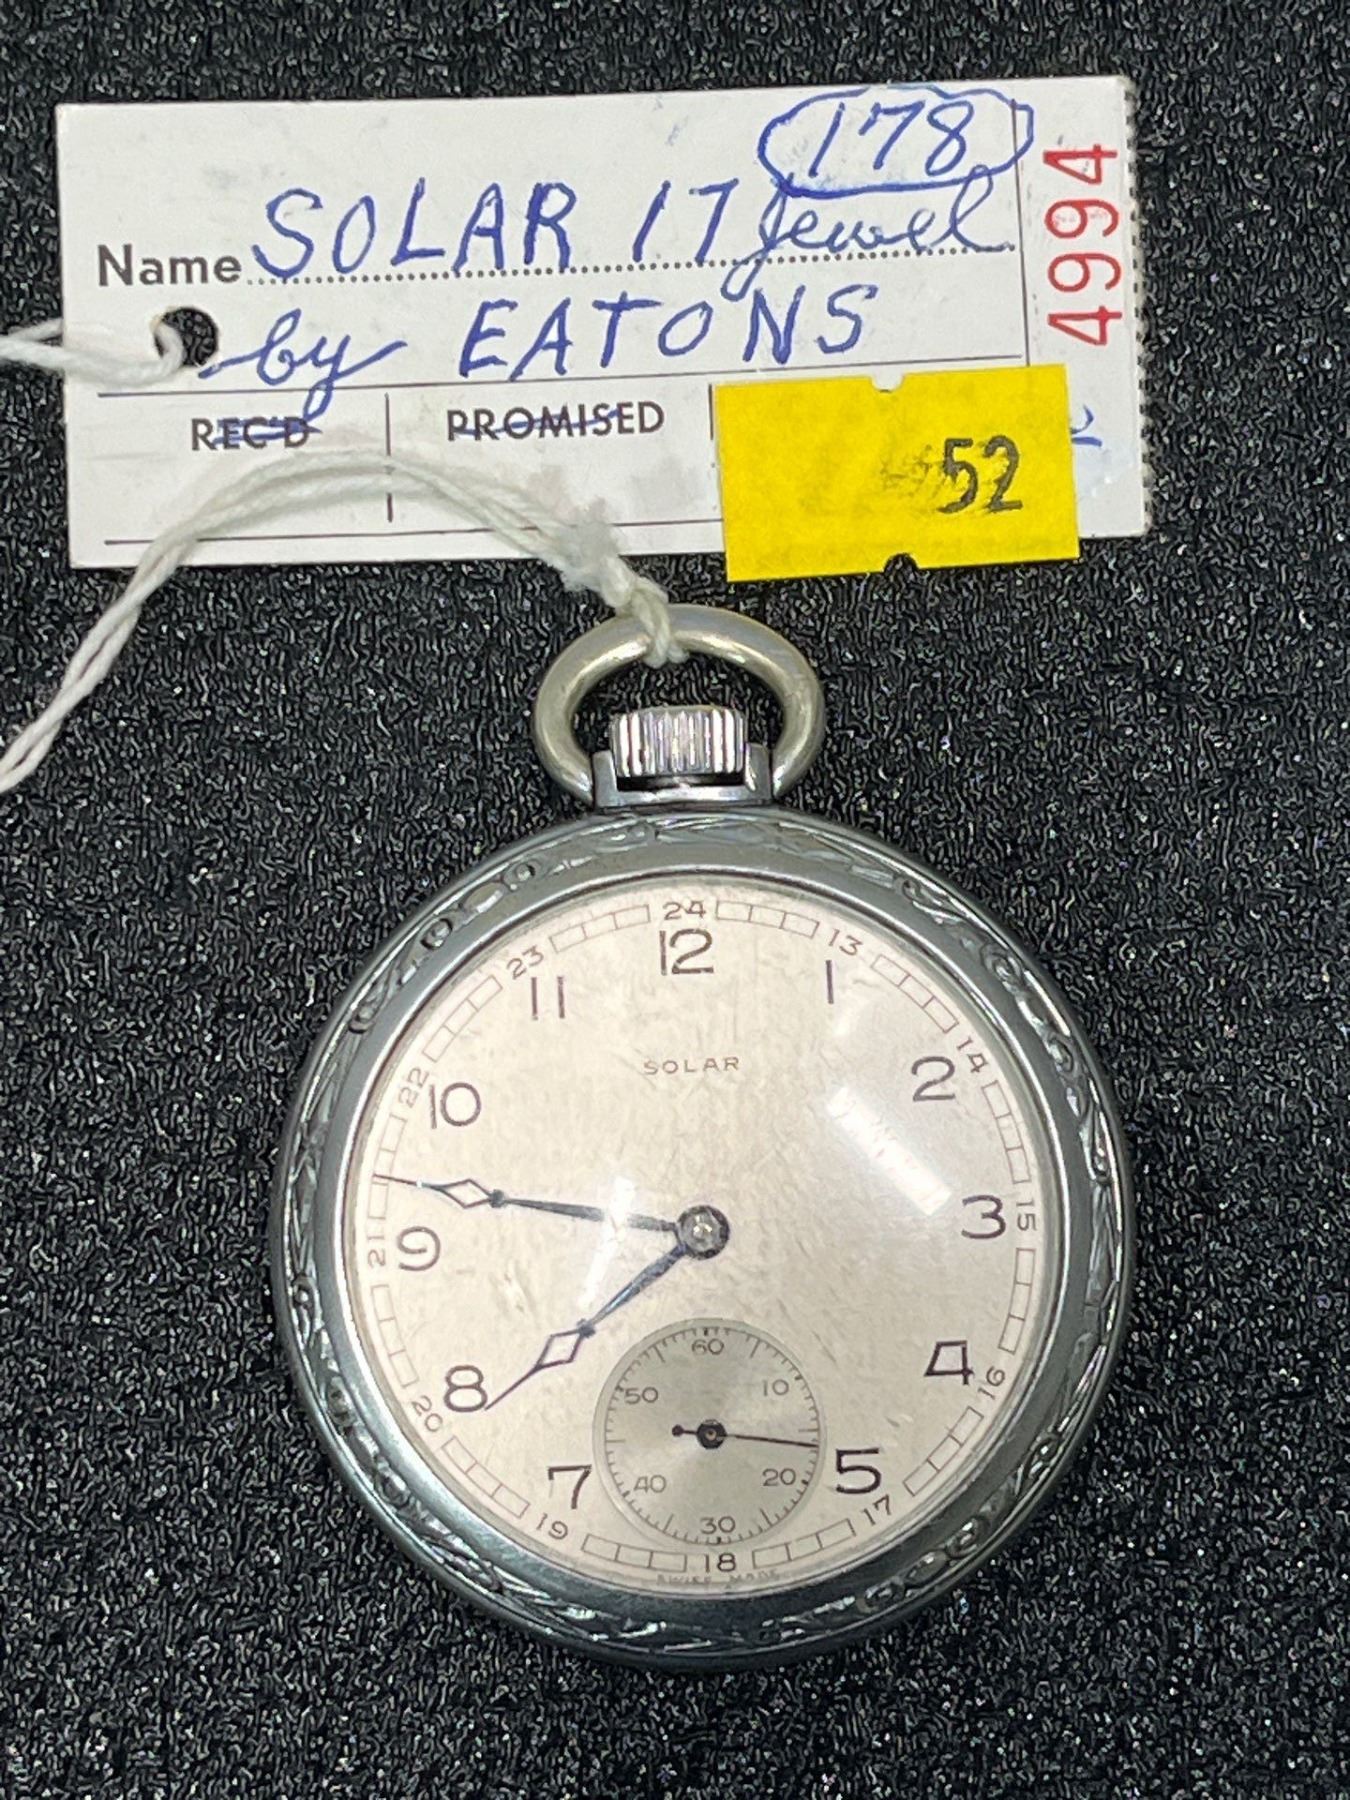 178
Name SOLAR 17 Jewel
by EATONS
REC'D PROMISED
4994
52
24
12
23 13
11 1
SOLAR
14
22 10 2
21 9 3 15
60
50 10
20 8 4 16
40 20
7 5
19 30 17
18
SWISS MADE